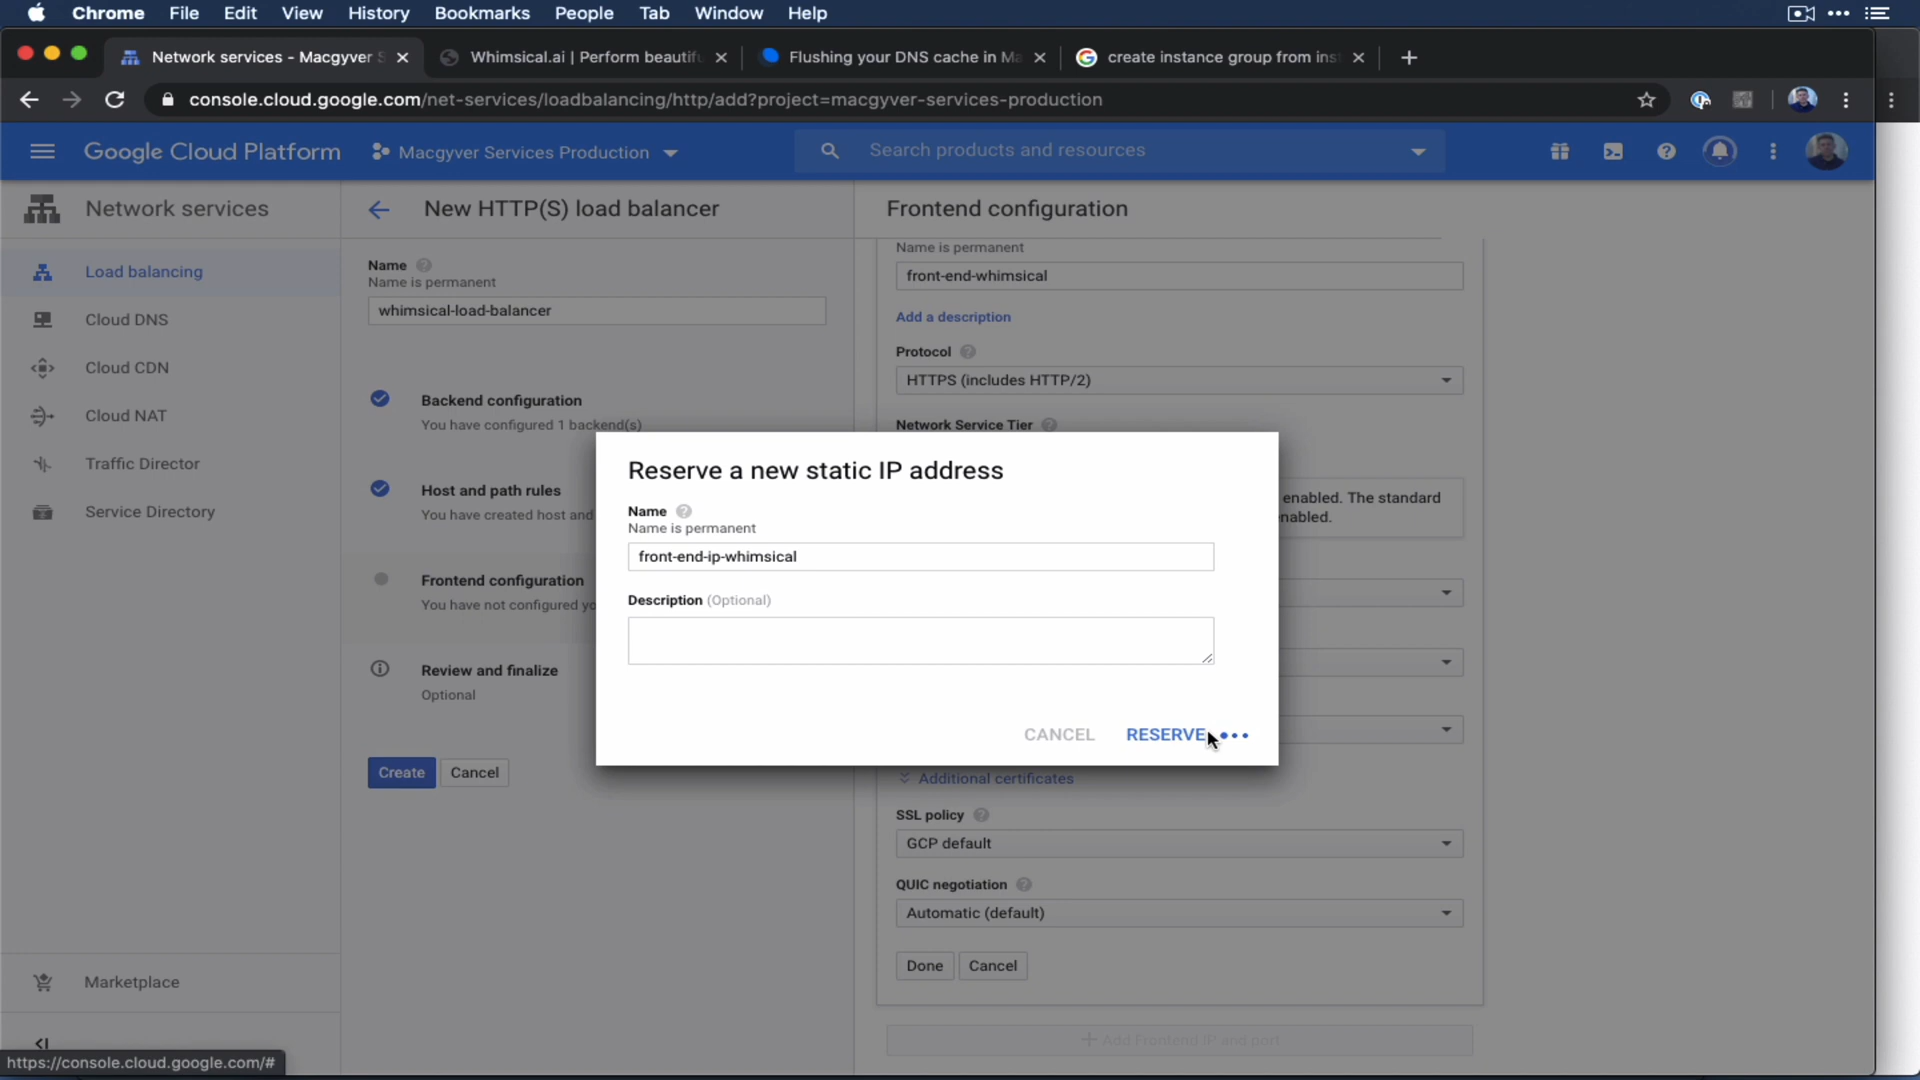 Chrome File Edit View History Bookmarks People Tab Window Help
Network services - Macgyver S
Whimsical.ai | Perform beautif
Flushing your DNS cache in Ma
create instance group from ins
console.cloud.google.com/net-services/loadbalancing/http/add?project=macgyver-services-production
Google Cloud Platform
Macgyver Services Production
Search products and resources
Network services
New HTTP(S) load balancer
Frontend configuration
Load balancing
Cloud DNS
Cloud CDN
Cloud NAT
Traffic Director
Service Directory
Marketplace
https://console.cloud.google.com/#
Name
Name is permanent
whimsical-load-balancer
Backend configuration
You have configured 1 backend(s)
Host and path rules
You have created host and
Frontend configuration
You have not configured yo
Review and finalize
Optional
Create
Cancel
Name is permanent
front-end-whimsical
Add a description
Protocol
HTTPS (includes HTTP/2)
Network Service Tier
enabled. The standard
nabled.
Reserve a new static IP address
Name
Name is permanent
front-end-ip-whimsical
Description (Optional)
CANCEL
RESERVE
Additional certificates
SSL policy
GCP default
QUIC negotiation
Automatic (default)
Done
Cancel
Add Frontend IP and port